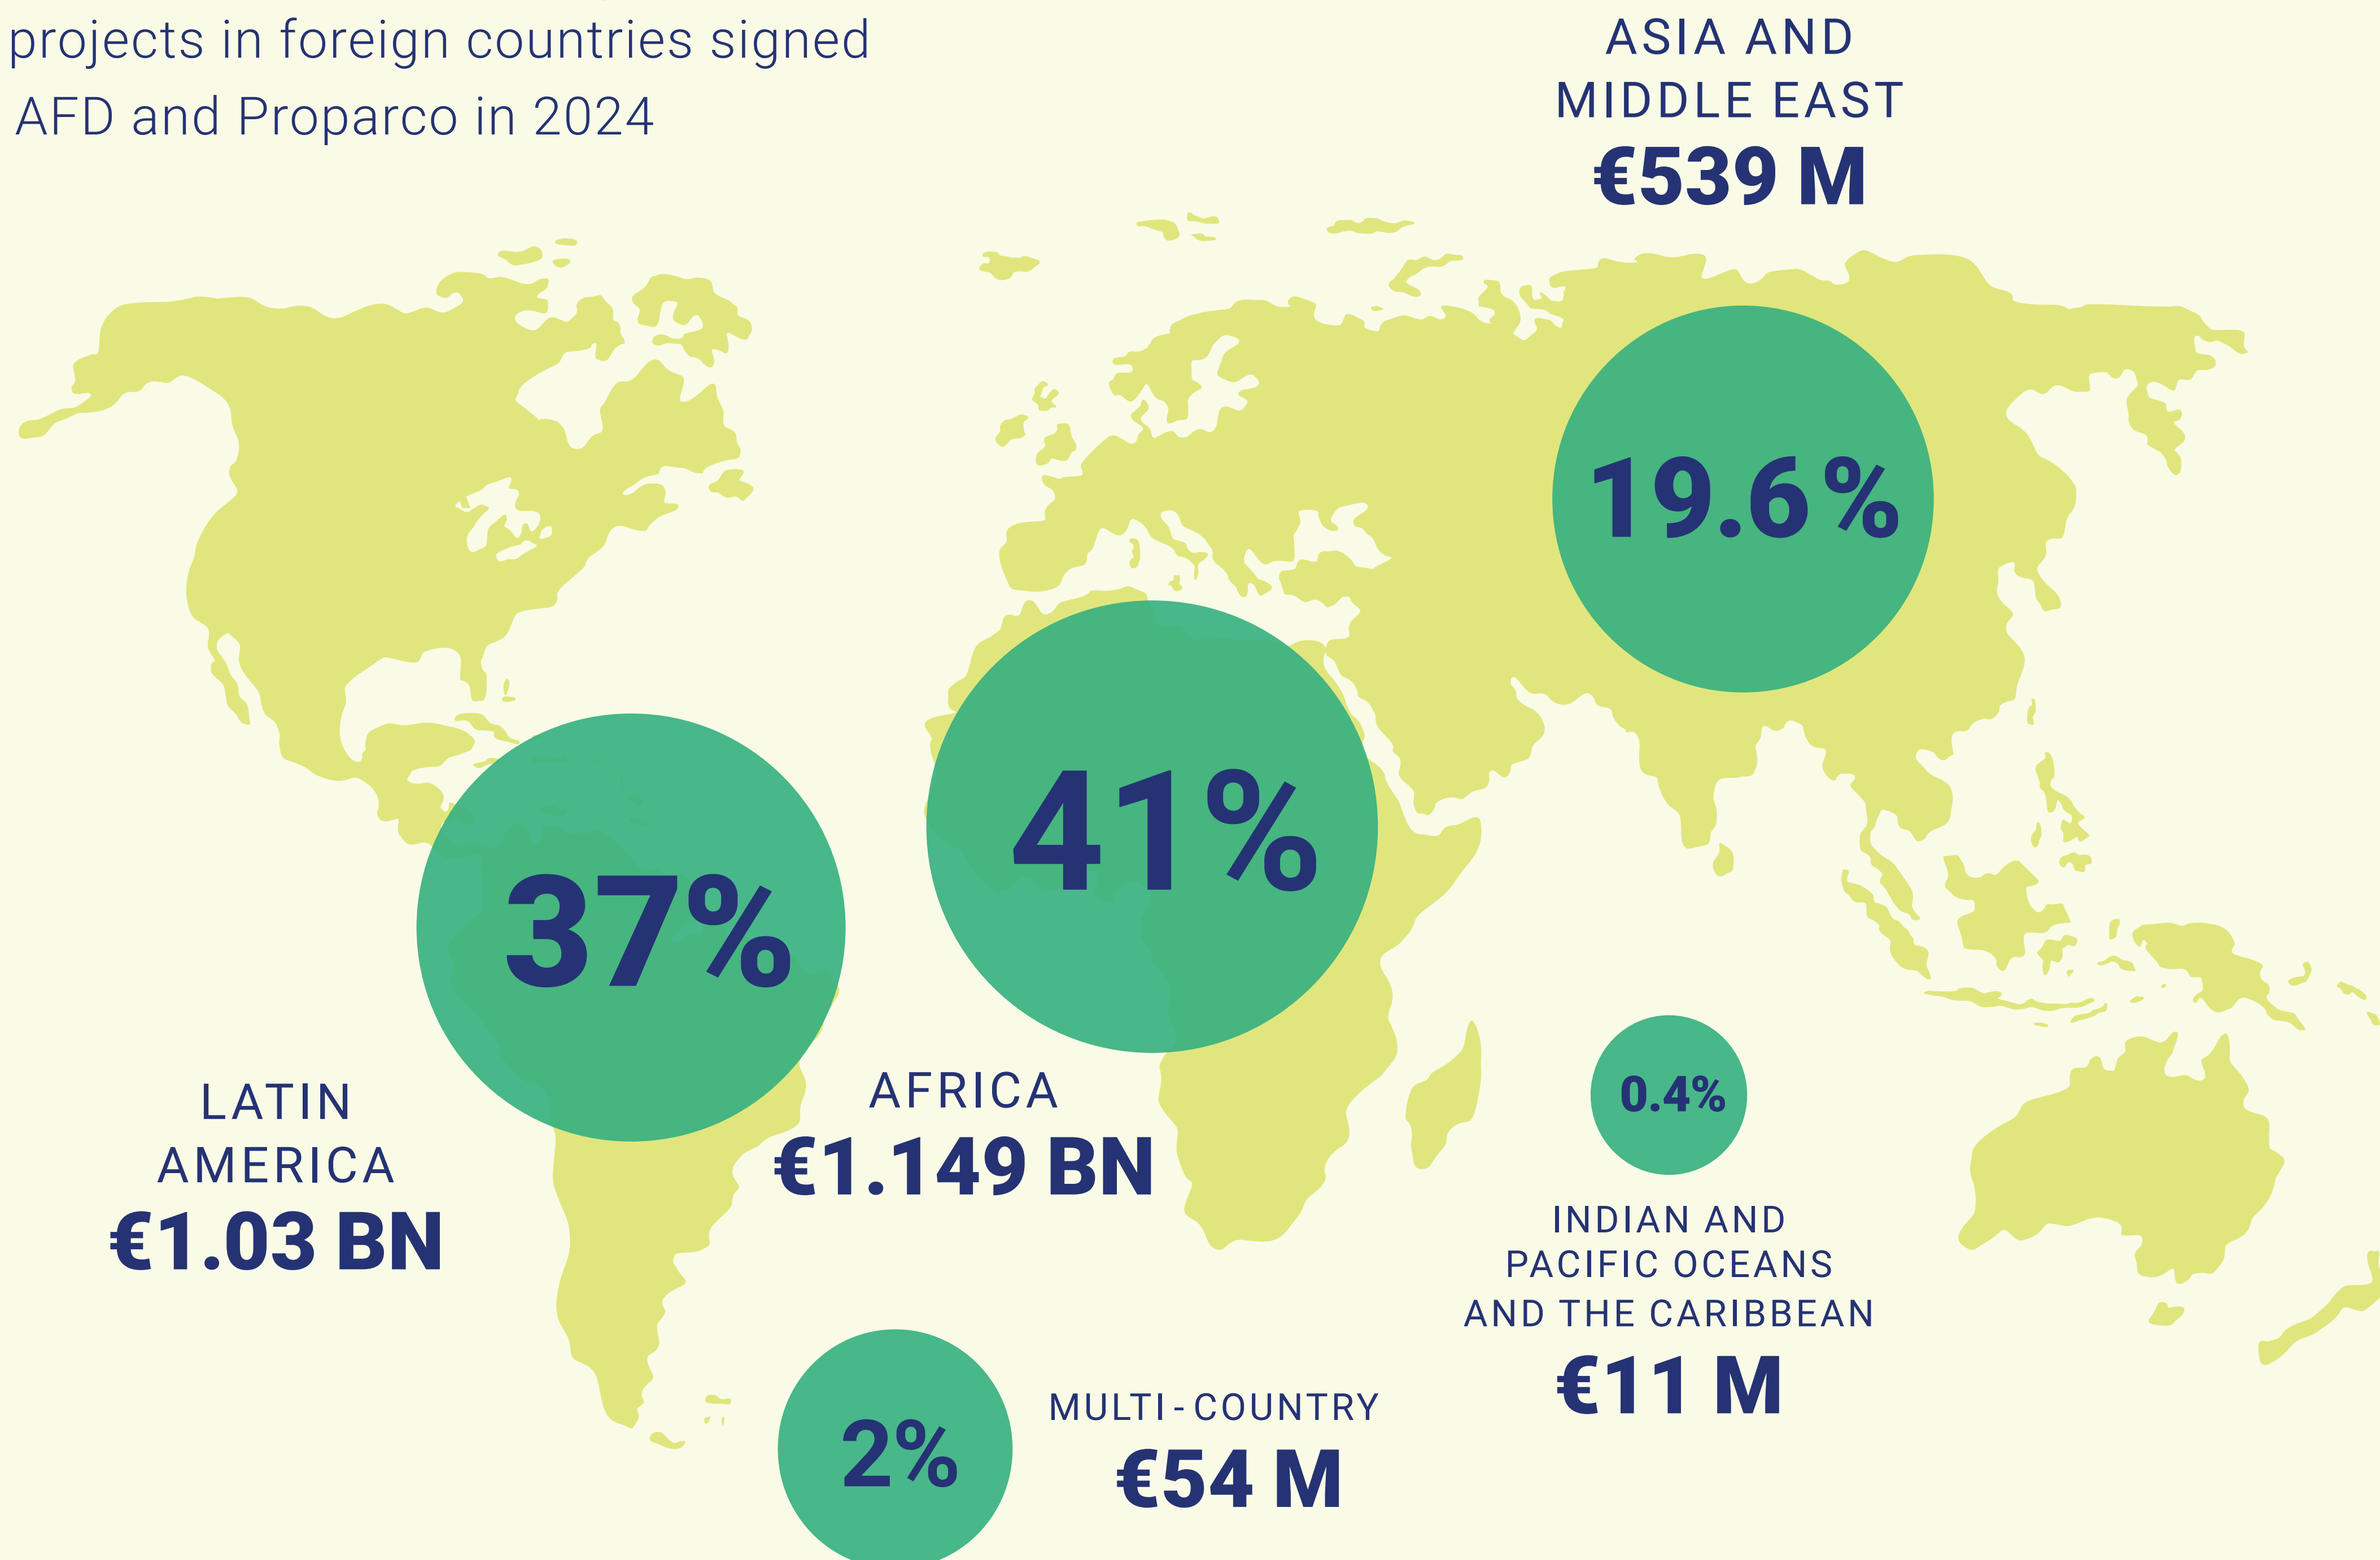 projects in foreign countries signed
AFD and Proparco in 2024
ASIA AND
MIDDLE EAST
€539 M
19.6%
41%
37%
AFRICA
€1.149 BN
LATIN
AMERICA
€1.03 BN
0.4%
INDIAN AND
PACIFIC OCEANS
AND THE CARIBBEAN
€11 M
2%
MULTI-COUNTRY
€54 M